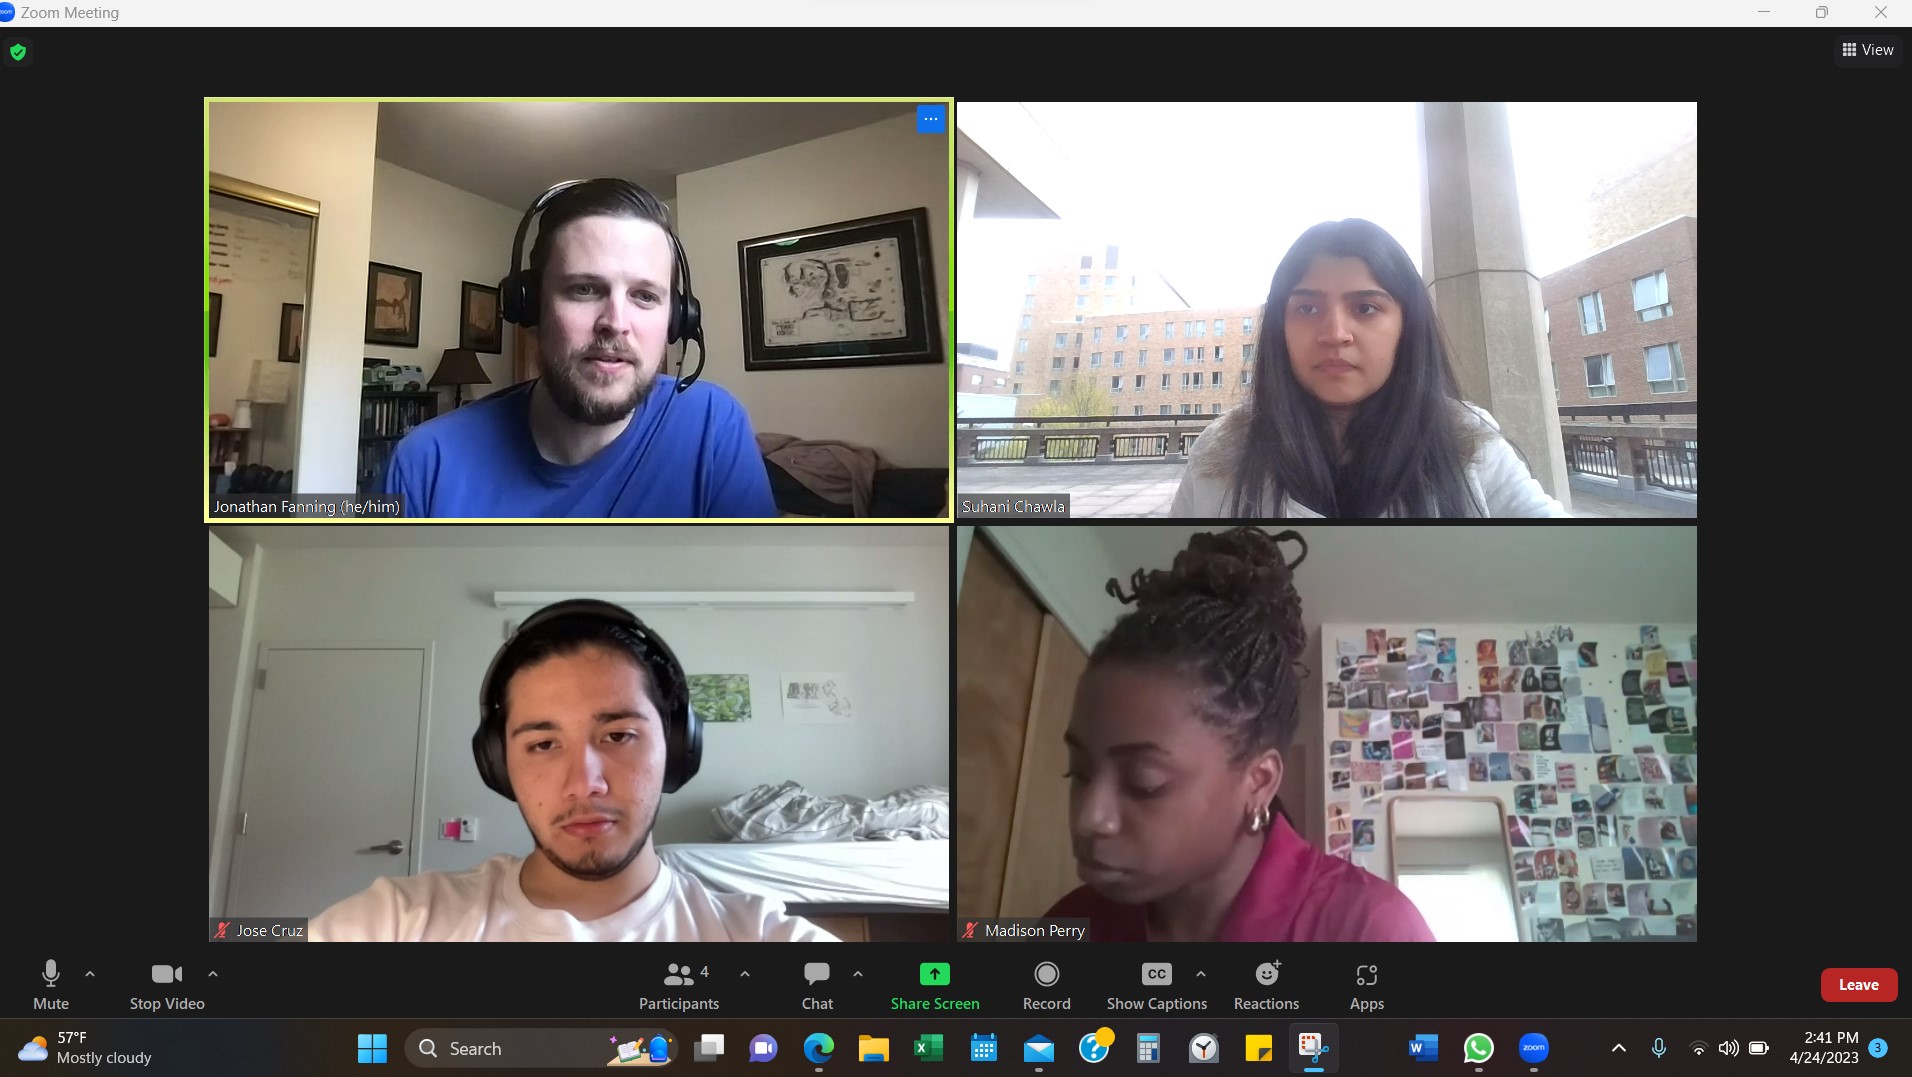 Zoom Meeting
View
Jonathan Fanning (he/him)
Suhani Chawla
Jose Cruz
Madison Perry
4
Mute
Stop Video
Participants
Chat
Share Screen
Record
CC
Show Captions
Reactions
Apps
Leave
57°F
Mostly cloudy
Search
zoom
2:41 PM
4/24/2023
3